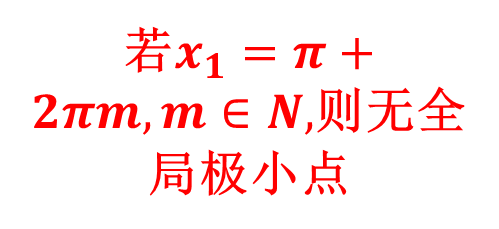 若𝒙₁ = 𝝅 +
𝟐𝝅𝒎, 𝒎 ∈ 𝑵,则无全
局极小点